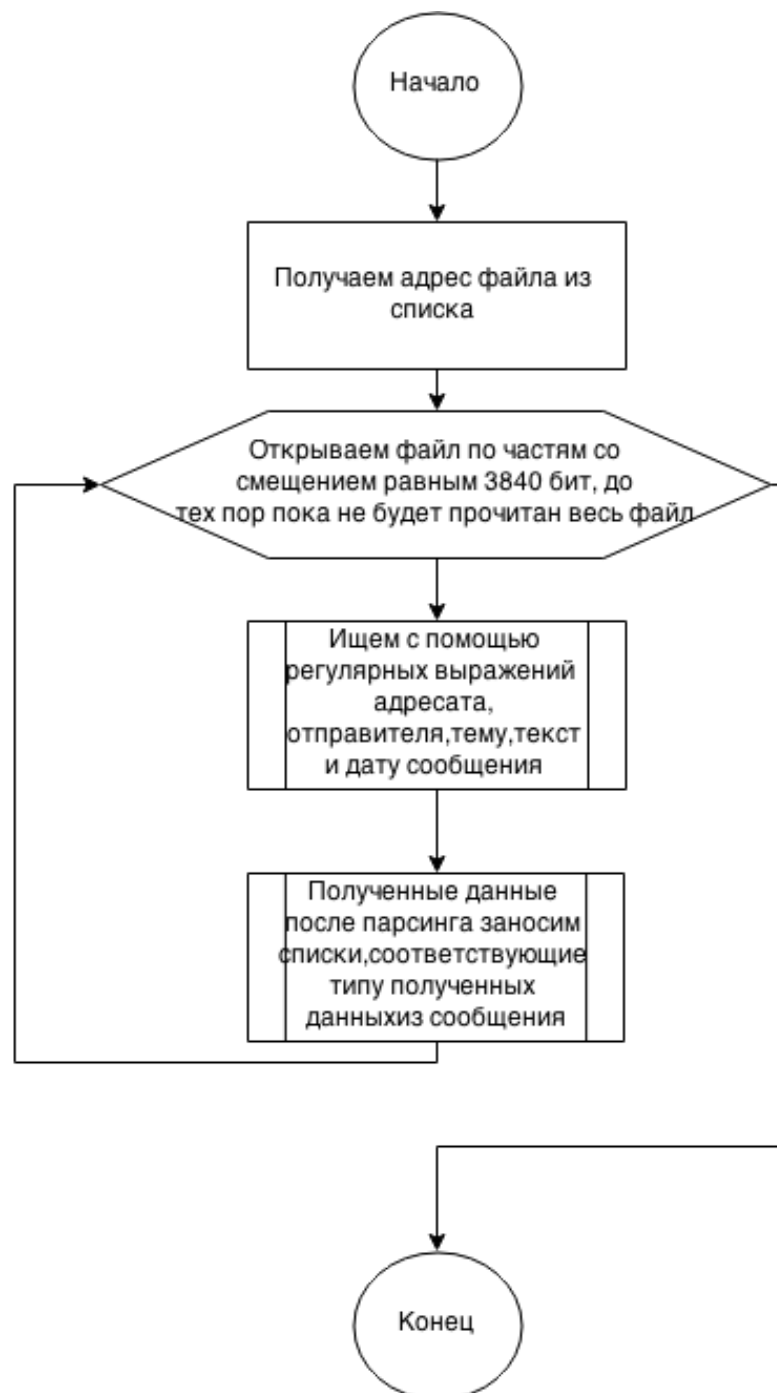 Начало
Получаем адрес файла из
списка
Открываем файл по частям со
смещением равным 3840 бит, до
тех пор пока не будет прочитан весь файл
Ищем с помощью
регулярных выражений
адресата,
отправителя,тему,текст
и дату сообщения
Полученные данные
после парсинга заносим
списки,соответствующие
типу полученных
данныхиз сообщения
Конец